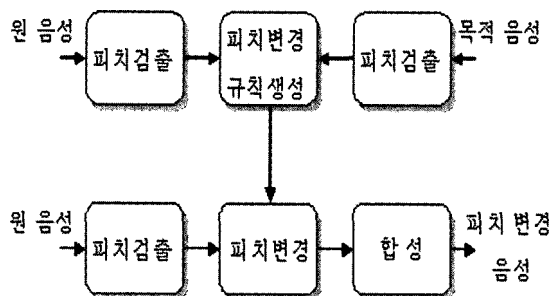 원 음성
피치검출
피치변경
규칙생성
피치검출
목적 음성
원 음성
피치검출
피치변경
합성
피치 변경
음성